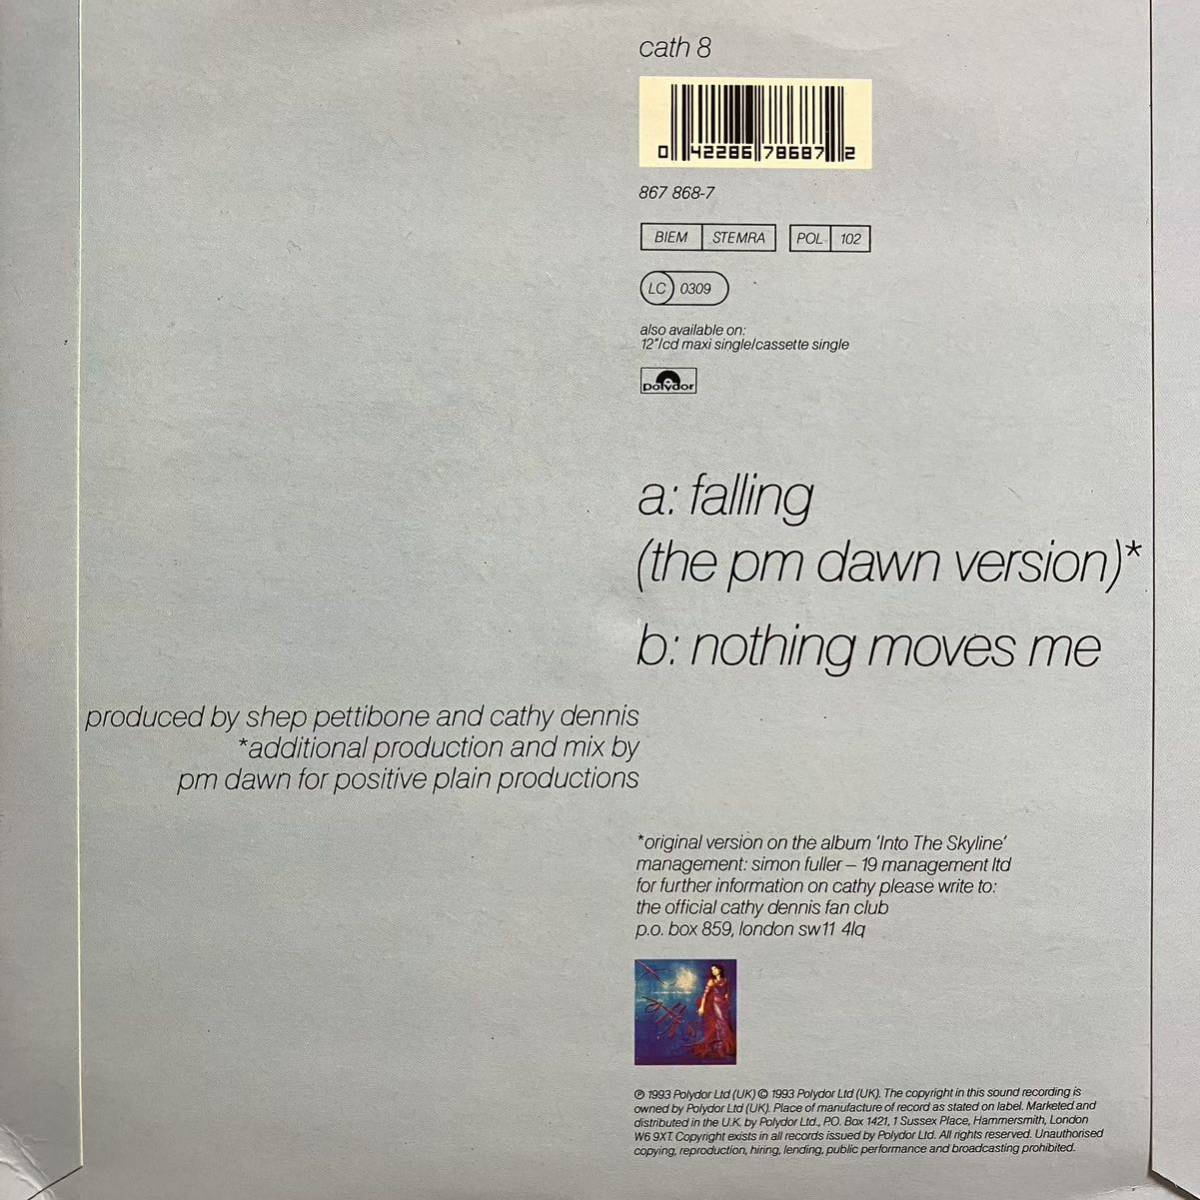 cath 8
0 42286 78687 2
867 868-7
BIEM STEMRA POL 102
LC 0309
also available on:
12"/cd maxi single/cassette single
polydor
a: falling
(the pm dawn version)*
b: nothing moves me
produced by shep pettibone and cathy dennis
*additional production and mix by
pm dawn for positive plain productions
*original version on the album 'Into The Skyline'
management: simon fuller – 19 management ltd
for further information on cathy please write to:
the official cathy dennis fan club
p.o. box 859, london sw11 4lq
℗ 1993 Polydor Ltd (UK) © 1993 Polydor Ltd (UK). The copyright in this sound recording is
owned by Polydor Ltd (UK). Place of manufacture of record as stated on label. Marketed and
distributed in the U.K. by Polydor Ltd., P.O. Box 1421, 1 Sussex Place, Hammersmith, London
W6 9XT. Copyright exists in all records issued by Polydor Ltd. All rights reserved. Unauthorised
copying, reproduction, hiring, lending, public performance and broadcasting prohibited.